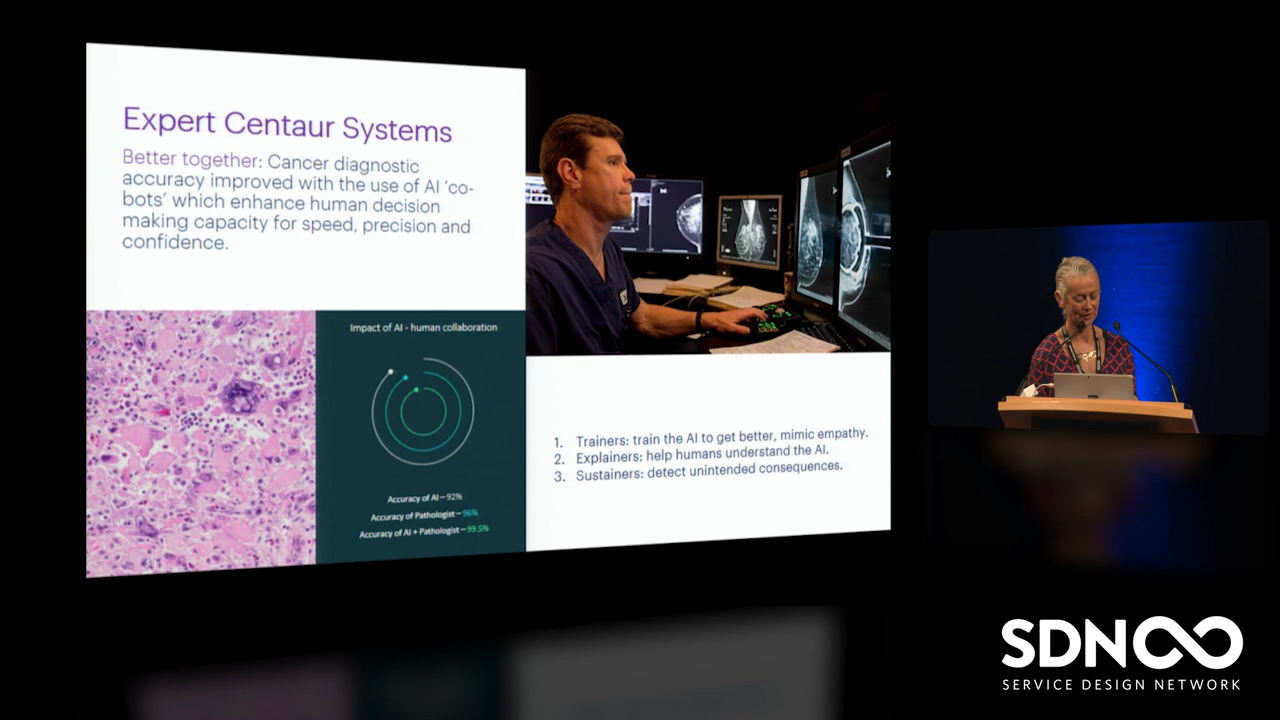 Expert Centaur Systems
Better together: Cancer diagnostic
accuracy improved with the use of AI ‘co-
bots’ which enhance human decision
making capacity for speed, precision and
confidence.
Impact of AI - human collaboration
Accuracy of AI – 92%
Accuracy of Pathologist – 96%
Accuracy of AI + Pathologist – 99.5%
1. Trainers: train the AI to get better, mimic empathy.
2. Explainers: help humans understand the AI.
3. Sustainers: detect unintended consequences.
SDN
SERVICE DESIGN NETWORK